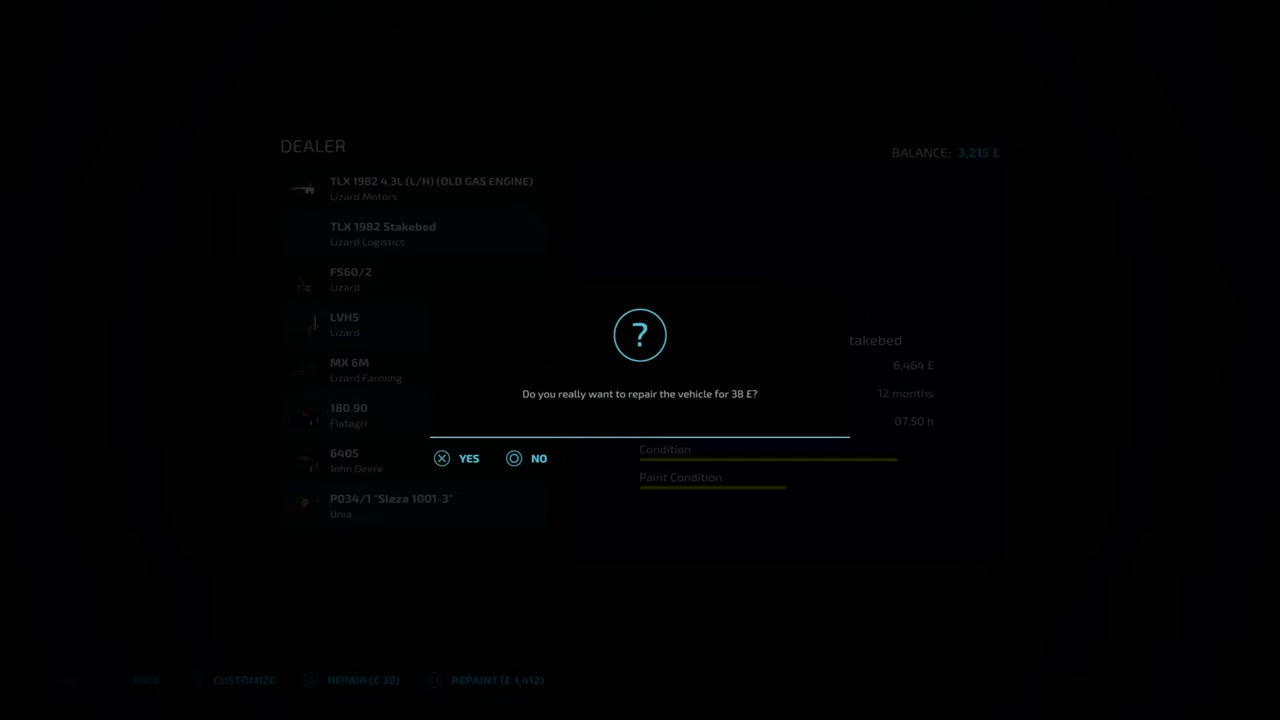 DEALER
BALANCE: 3,215 £
TLX 1982 4.3L (L/H) (OLD GAS ENGINE)
Lizard Motors
TLX 1982 Stakebed
Lizard Logistics
FS60/2
Lizard
LVH5
Lizard
MX 6M
Lizard Farming
180.90
Fiatagri
6405
John Deere
P034/1 "Sleza 1001-3"
Unia
takebed
6,464 £
12 months
07.50 h
Condition
Paint Condition
?
Do you really want to repair the vehicle for 38 £?
YES NO
BACK CUSTOMIZE REPAIR (£ 38) REPAINT (£ 1,412)